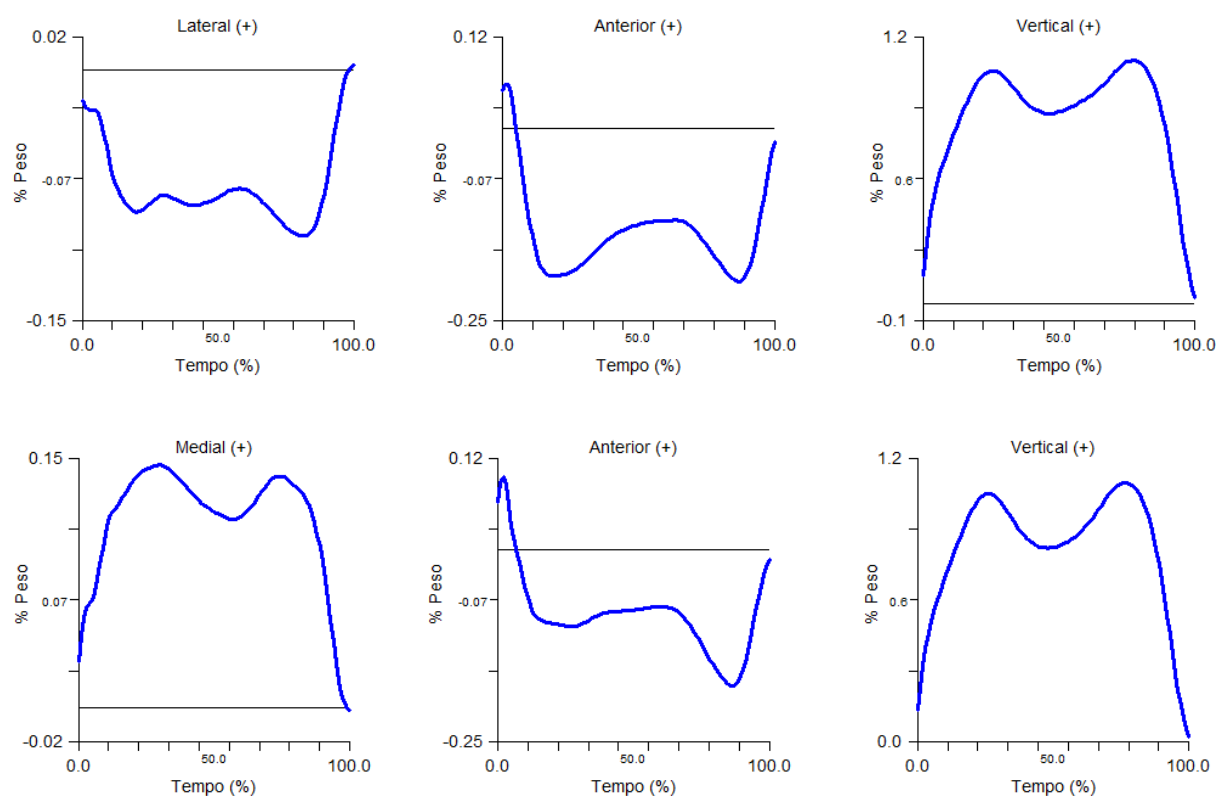 Lateral (+)
0.02
% Peso
-0.07
-0.15
0.0
50.0
100.0
Tempo (%)
Anterior (+)
0.12
% Peso
-0.07
-0.25
0.0
50.0
100.0
Tempo (%)
Vertical (+)
1.2
% Peso
0.6
-0.1
0.0
50.0
100.0
Tempo (%)
Medial (+)
0.15
% Peso
0.07
-0.02
0.0
50.0
100.0
Tempo (%)
Anterior (+)
0.12
% Peso
-0.07
-0.25
0.0
50.0
100.0
Tempo (%)
Vertical (+)
1.2
% Peso
0.6
0.0
0.0
50.0
100.0
Tempo (%)